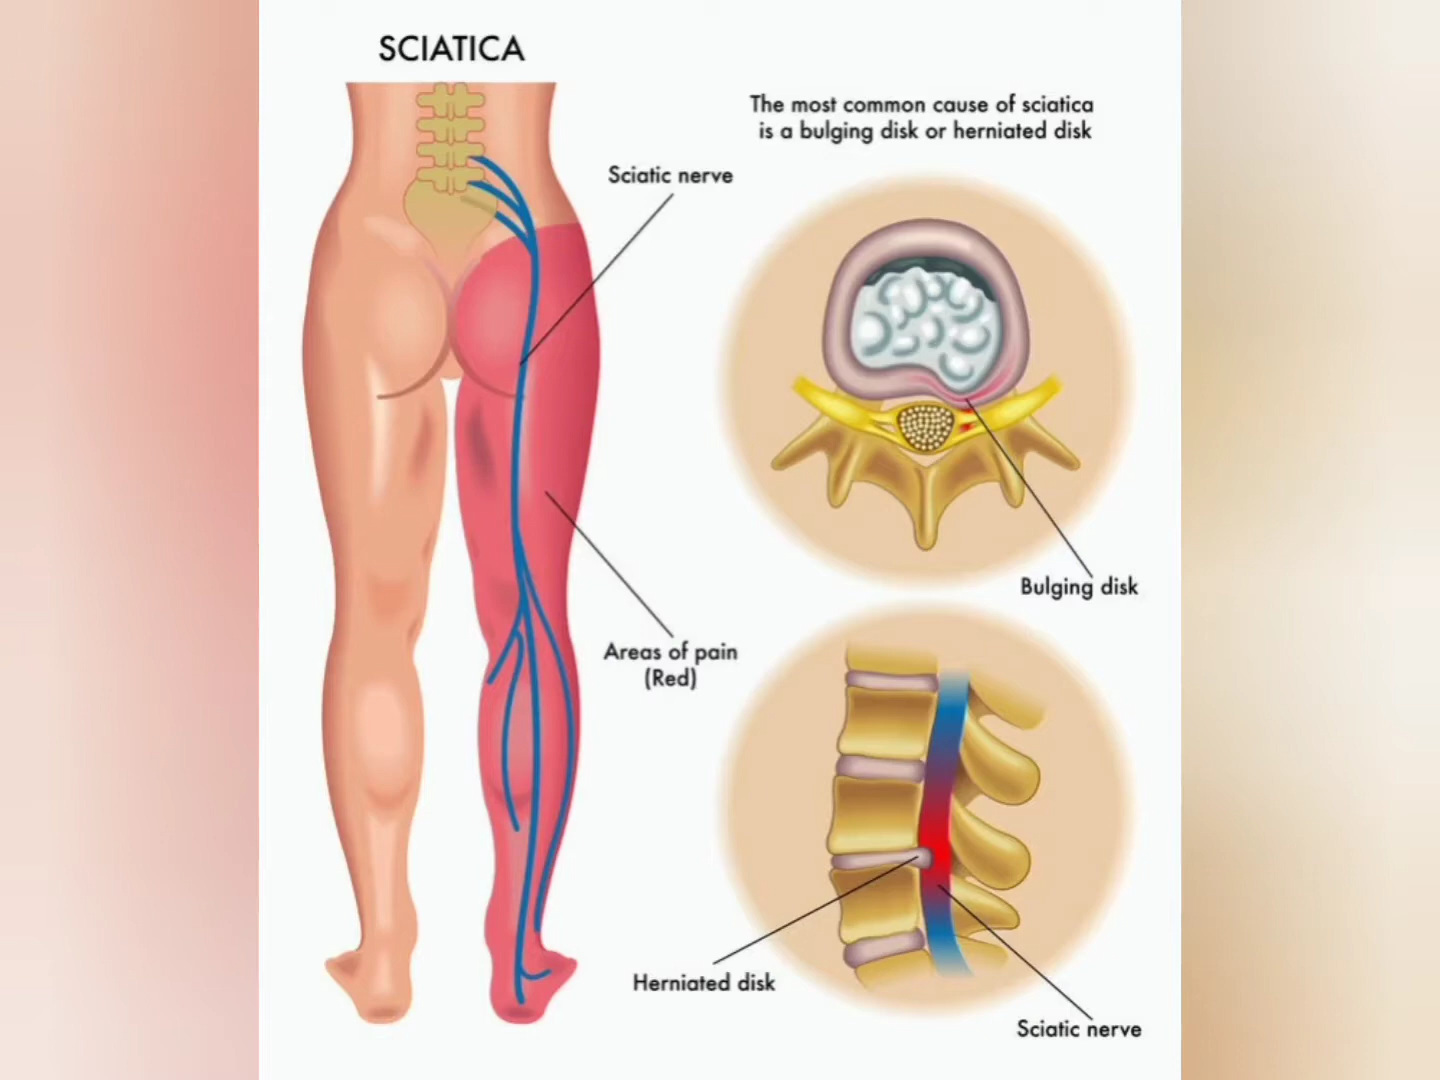 SCIATICA
The most common cause of sciatica
is a bulging disk or herniated disk
Sciatic nerve
Bulging disk
Areas of pain
(Red)
Herniated disk
Sciatic nerve